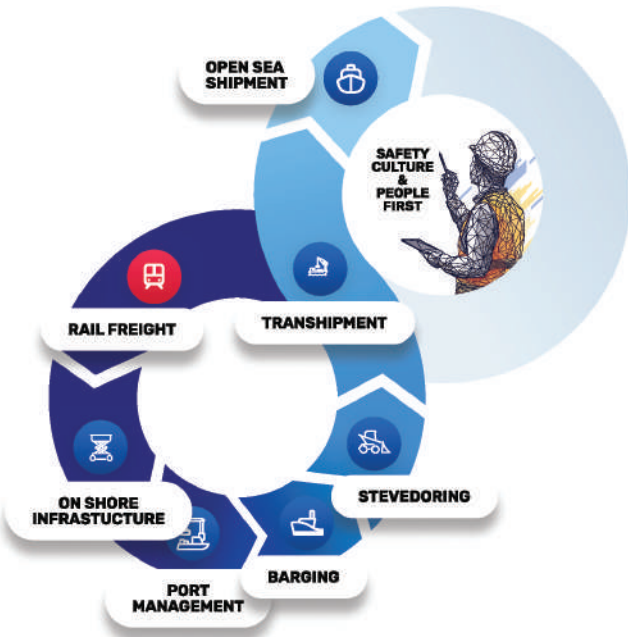 OPEN SEA
SHIPMENT
SAFETY
CULTURE
&
PEOPLE
FIRST
RAIL FREIGHT
TRANSHIPMENT
ON SHORE
INFRASTUCTURE
STEVEDORING
BARGING
PORT
MANAGEMENT